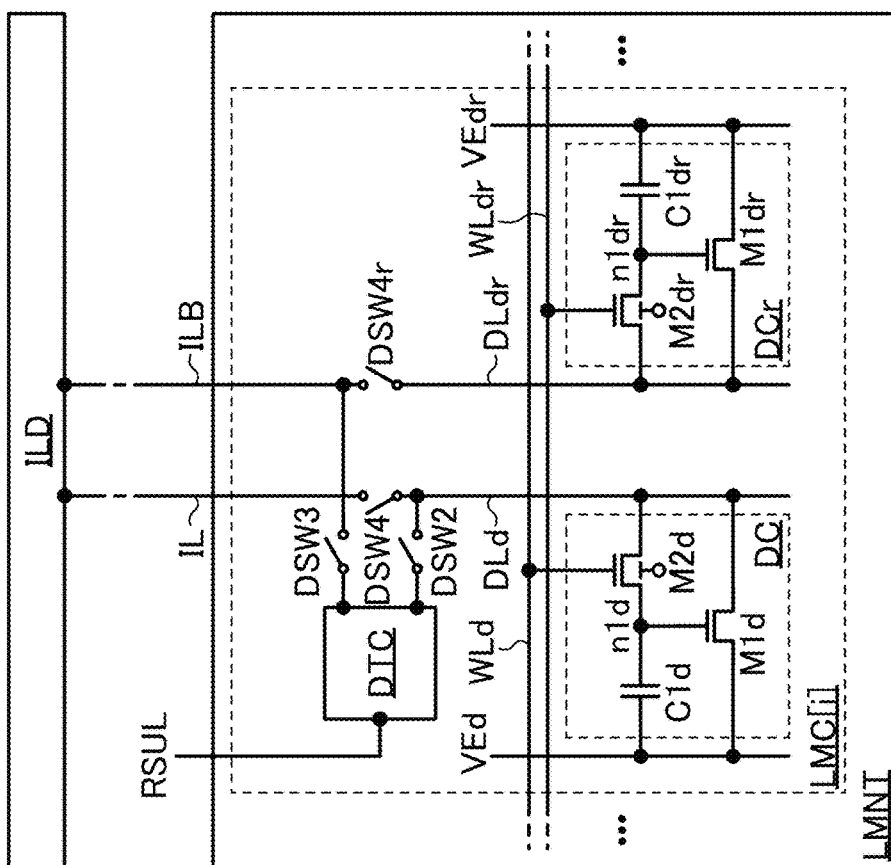 ILD
IL
ILB
RSUL
DSW3
DSW4
DSW2
DSW4r
DTC
DLd
DLdr
WLd
WLdr
VEd
VEdr
n1d
M2d
C1d
M1d
DC
n1dr
M2dr
C1dr
M1dr
DCr
LMC[i]
LMNT
...
...